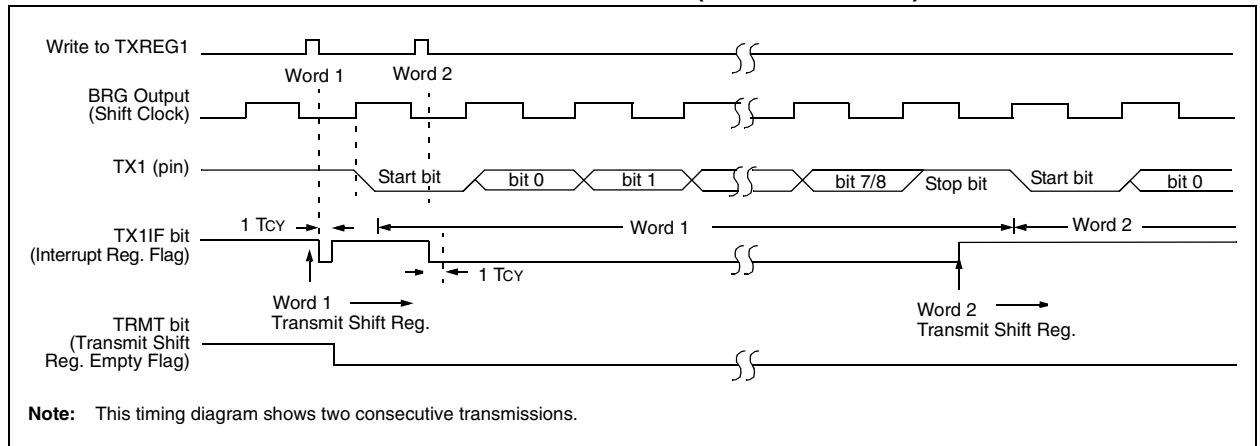 Write to TXREG1
Word 1 Word 2
BRG Output
(Shift Clock)
TX1 (pin)
Start bit bit 0 bit 1 bit 7/8 Stop bit Start bit bit 0
1 TCY Word 1 Word 2
TX1IF bit
(Interrupt Reg. Flag)
1 TCY
Word 1
Transmit Shift Reg.
Word 2
Transmit Shift Reg.
TRMT bit
(Transmit Shift
Reg. Empty Flag)
Note: This timing diagram shows two consecutive transmissions.